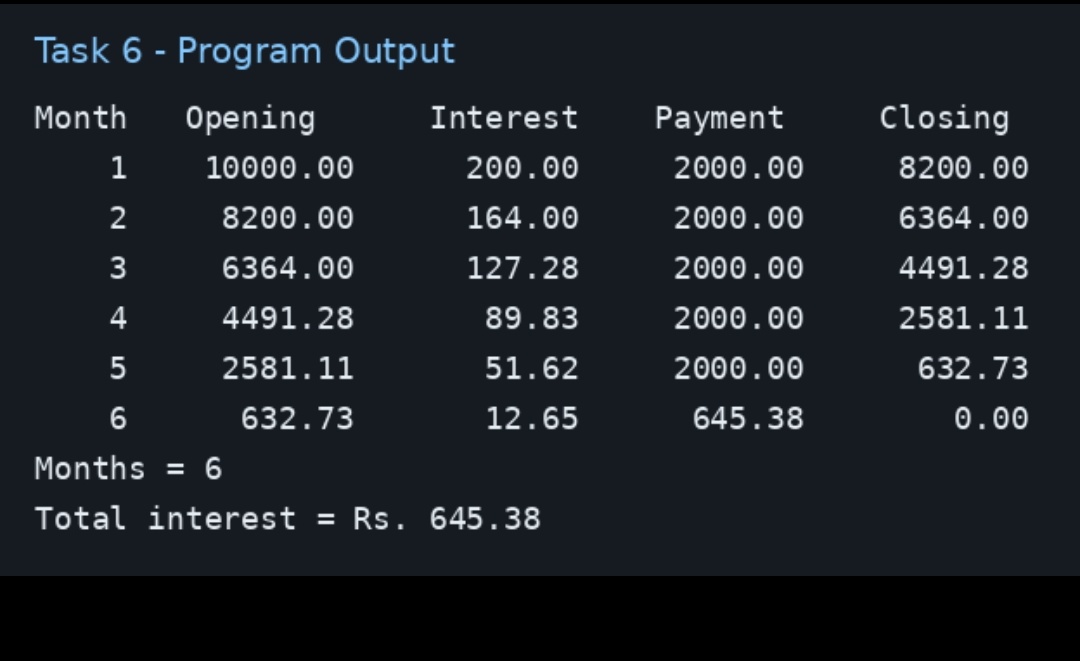 Task 6 - Program Output
Month   Opening      Interest    Payment     Closing
    1    10000.00      200.00     2000.00     8200.00
    2     8200.00      164.00     2000.00     6364.00
    3     6364.00      127.28     2000.00     4491.28
    4     4491.28       89.83     2000.00     2581.11
    5     2581.11       51.62     2000.00      632.73
    6      632.73       12.65      645.38        0.00
Months = 6
Total interest = Rs. 645.38